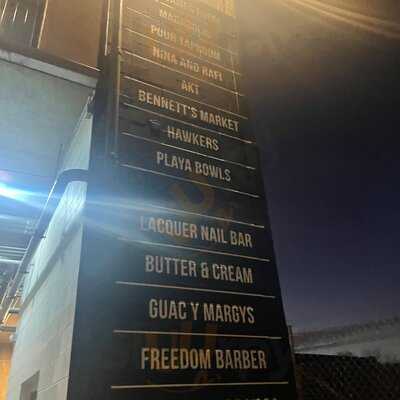 POUR TAPROOM
NINA AND RAFI
AKT
BENNETT'S MARKET
HAWKERS
PLAYA BOWLS
LACQUER NAIL BAR
BUTTER & CREAM
GUAC Y MARGYS
FREEDOM BARBER